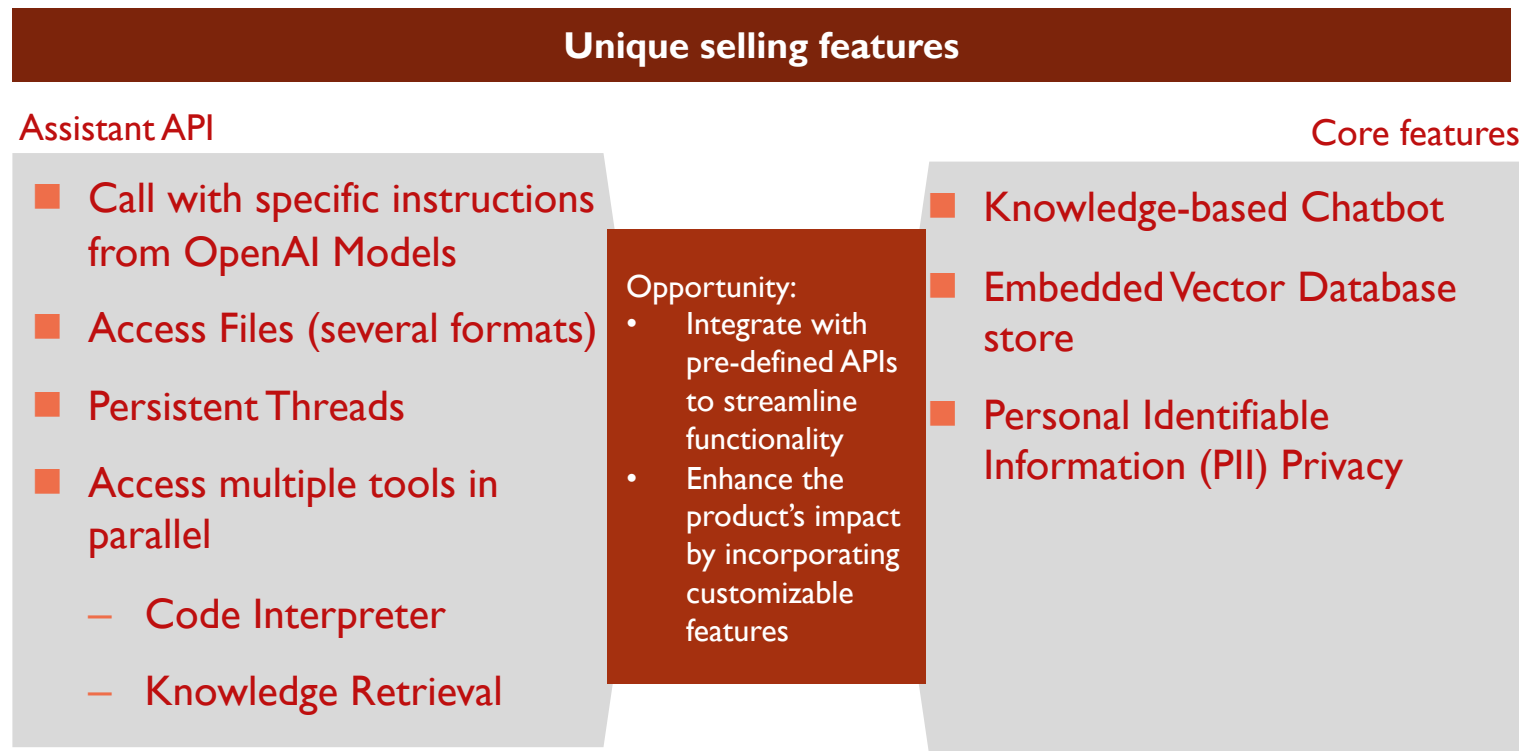 Unique selling features
Assistant API
Call with specific instructions
from OpenAI Models
Access Files (several formats)
Persistent Threads
Access multiple tools in
parallel
– Code Interpreter
– Knowledge Retrieval
Opportunity:
• Integrate with
pre-defined APIs
to streamline
functionality
• Enhance the
product’s impact
by incorporating
customizable
features
Core features
Knowledge-based Chatbot
Embedded Vector Database
store
Personal Identifiable
Information (PII) Privacy